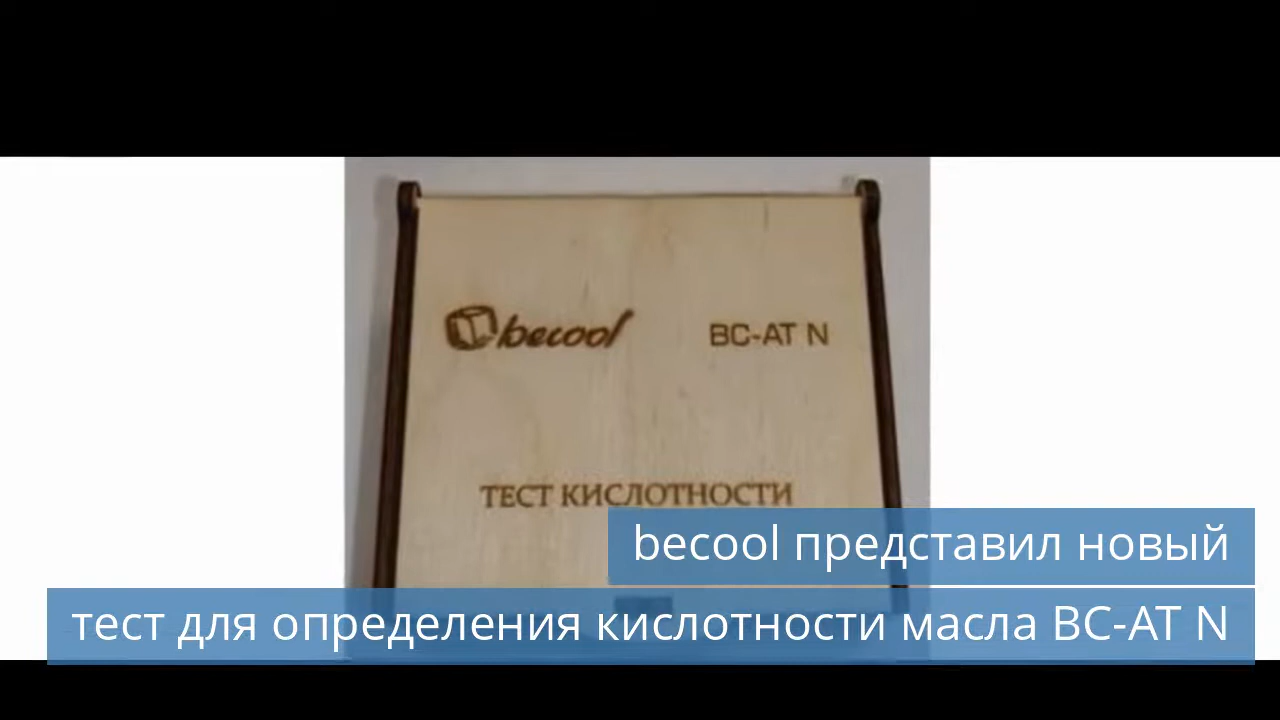 becool BC-AT N
ТЕСТ КИСЛОТНОСТИ
becool представил новый
тест для определения кислотности масла BC-AT N